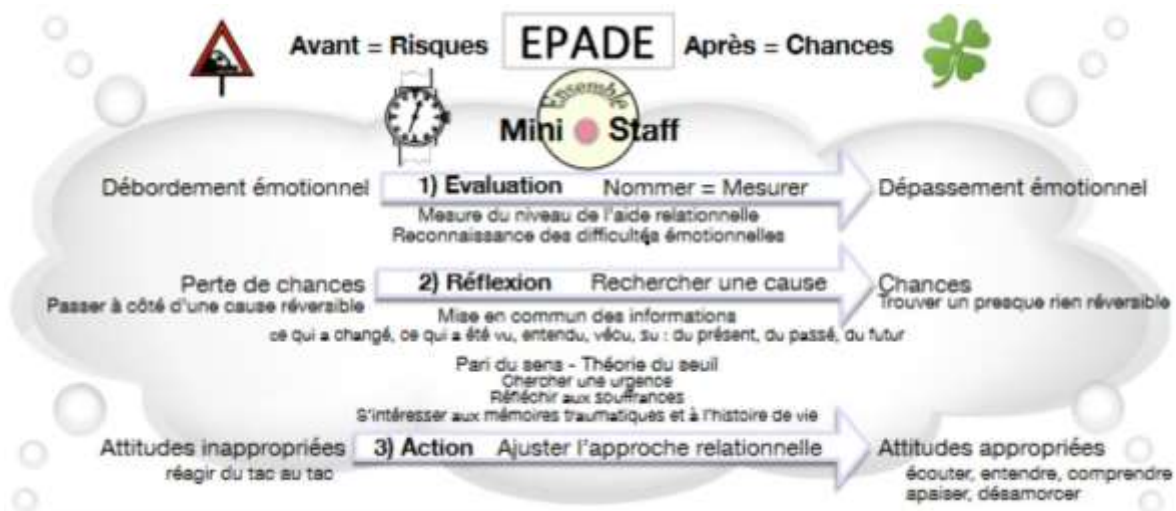 Avant = Risques EPADE Après = Chances
Ensemble
Mini Staff
Débordement émotionnel 1) Evaluation Nommer = Mesurer Dépassement émotionnel
Mesure du niveau de l'aide relationnelle
Reconnaissance des difficultés émotionnelles
Perte de chances 2) Réflexion Rechercher une cause Chances
Passer à côté d'une cause réversible Trouver un presque rien réversible
Mise en commun des informations
ce qui a changé, ce qui a été vu, entendu, vécu, su : du présent, du passé, du futur
Pari du sens - Théorie du seuil
Chercher une urgence
Réfléchir aux souffrances
S'intéresser aux mémoires traumatiques et à l'histoire de vie
Attitudes inappropriées 3) Action Ajuster l'approche relationnelle Attitudes appropriées
réagir du tac au tac écouter, entendre, comprendre
apaiser, désamorcer